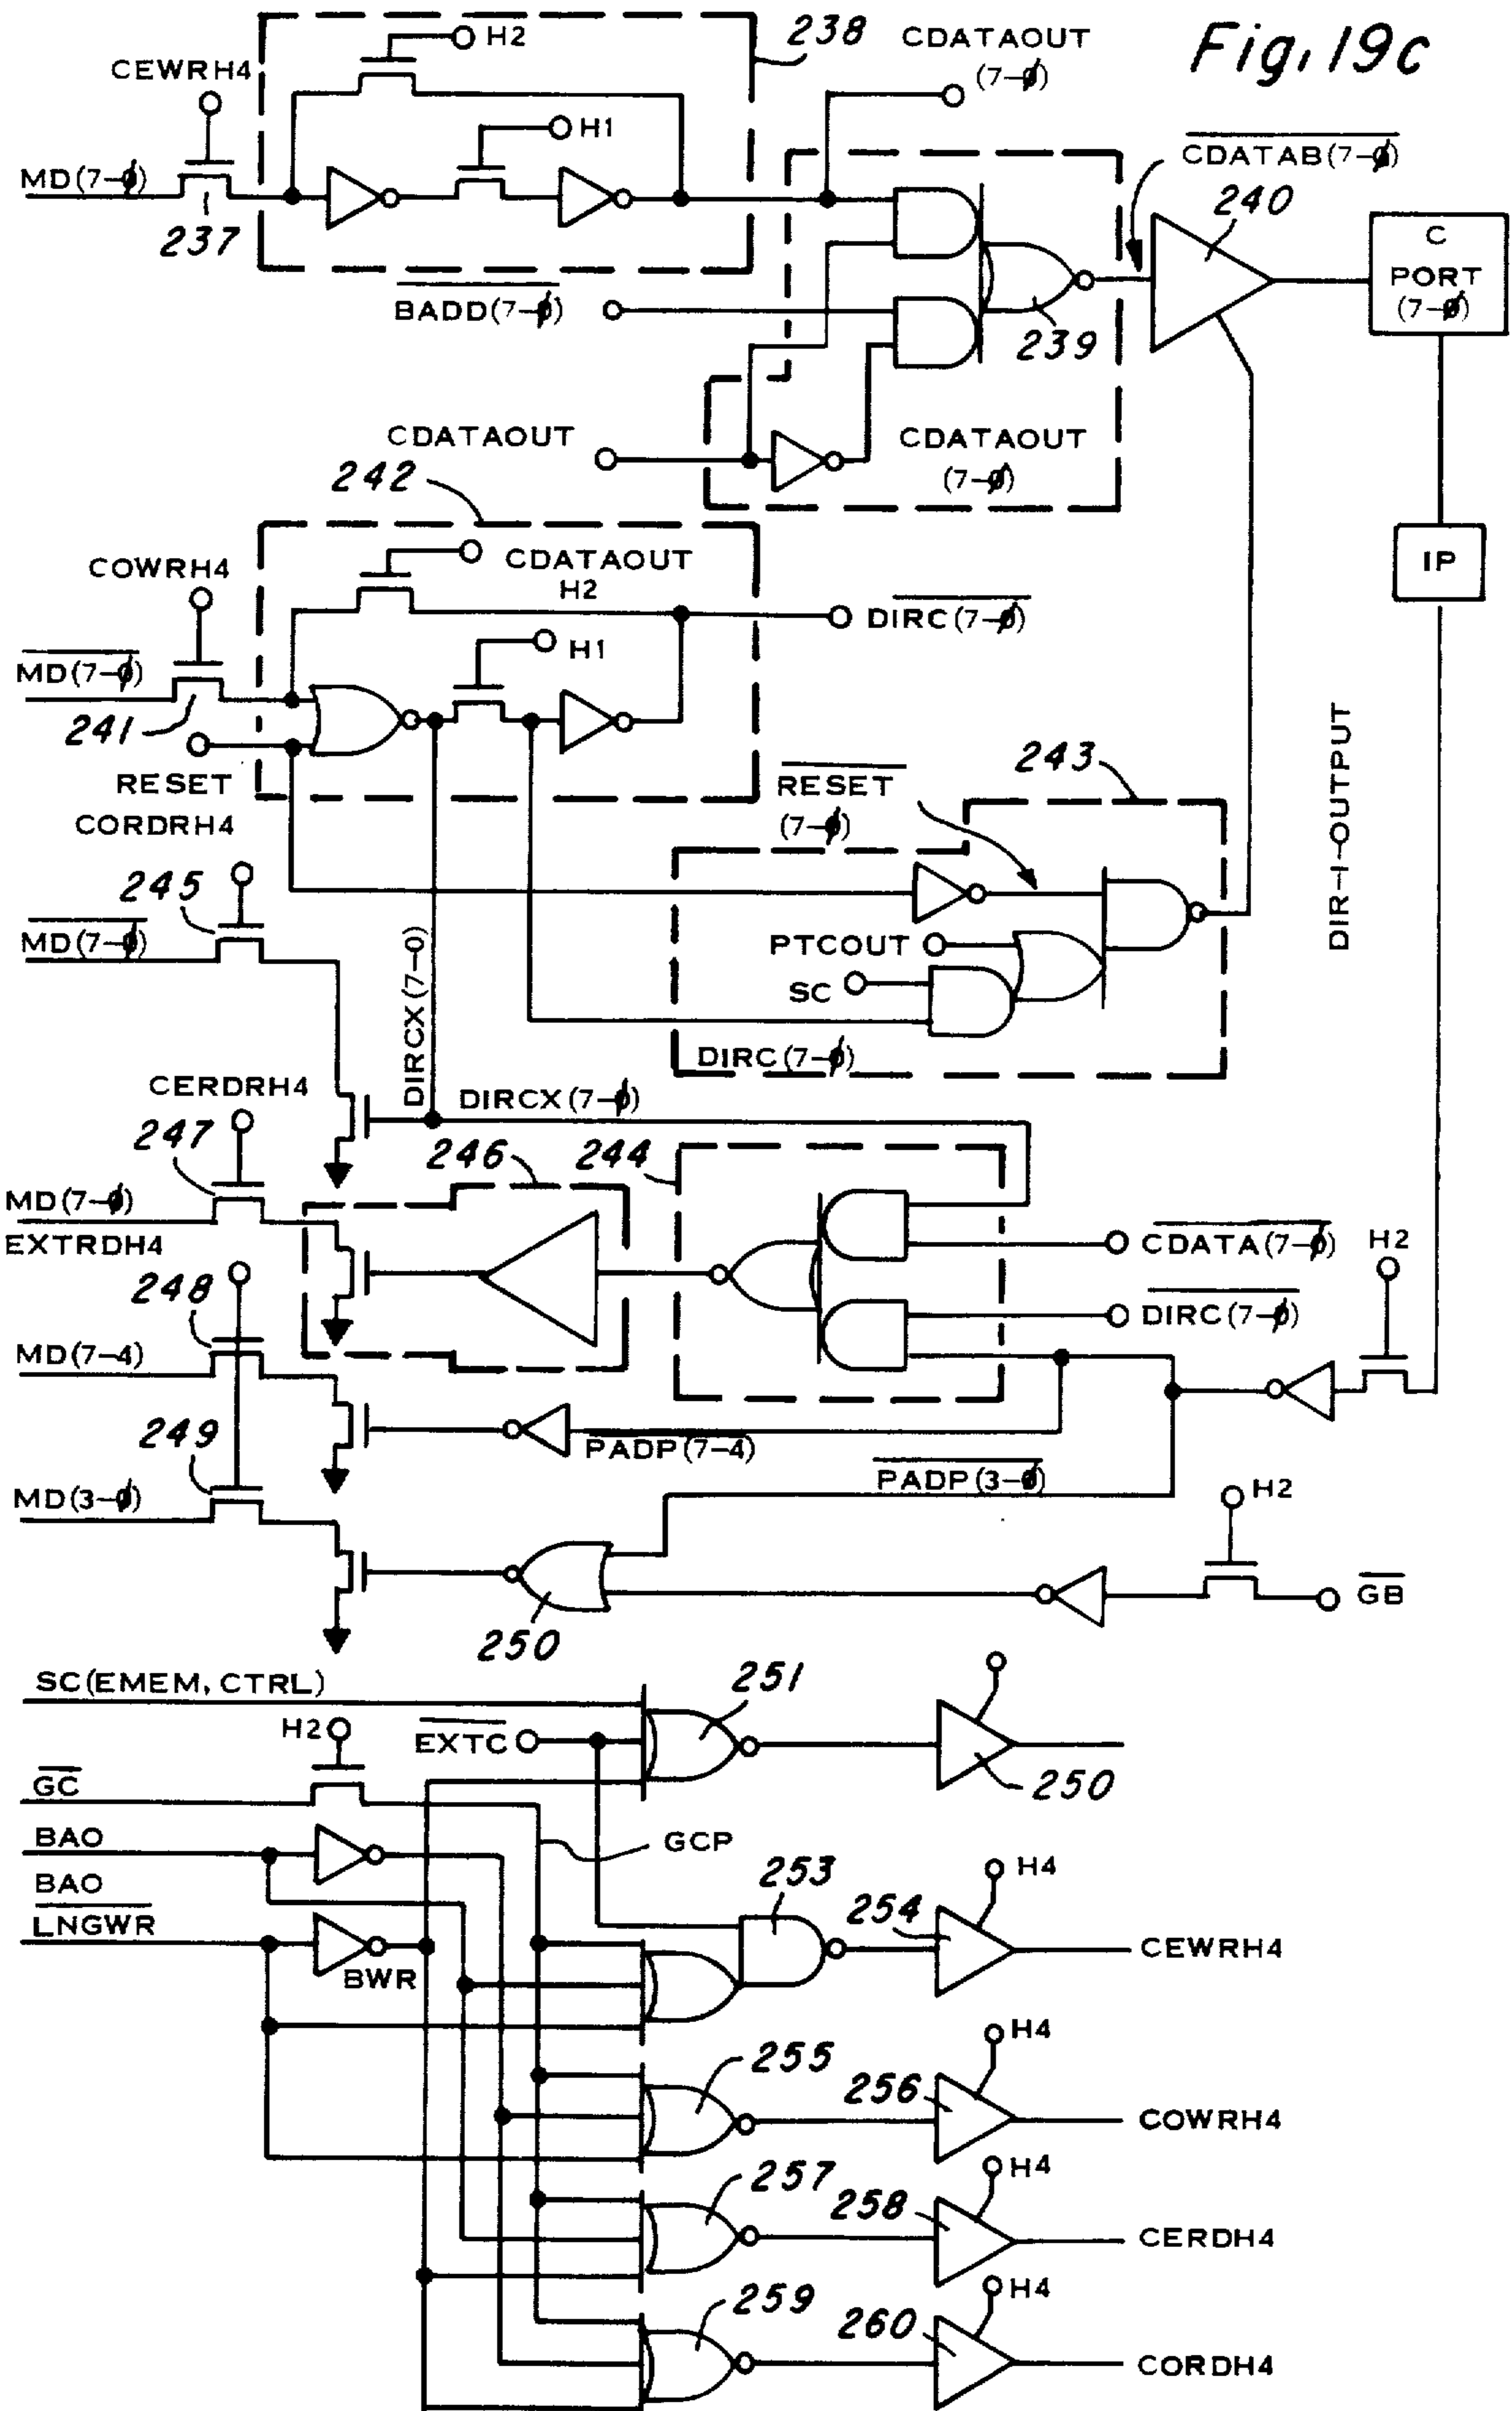 Fig. 19c
H2
238
CDATAOUT
(7-ϕ)
CEWRH4
H1
CDATAB(7-ϕ)
MD(7-ϕ)
237
240
C
PORT
(7-ϕ)
BADD(7-ϕ)
239
CDATAOUT
CDATAOUT
(7-ϕ)
242
COWRH4
CDATAOUT
H2
IP
DIRC(7-ϕ)
MD(7-ϕ)
H1
241
RESET
RESET
(7-ϕ)
243
DIR-I-OUTPUT
CORDRH4
245
MD(7-ϕ)
PTCOUT
SC
DIRCX(7-0)
DIRC(7-ϕ)
CERDRH4
DIRCX(7-ϕ)
247
246
244
MD(7-ϕ)
EXTRDH4
CDATA(7-ϕ)
H2
248
DIRC(7-ϕ)
MD(7-4)
249
PADP(7-4)
PADP(3-ϕ)
MD(3-ϕ)
H2
GB
250
SC(EMEM, CTRL)
251
H2
EXTC
GC
250
BAO
GCP
BAO
253
H4
LNGWR
254
CEWRH4
BWR
H4
255
256
COWRH4
H4
257
258
CERDH4
H4
259
260
CORDH4